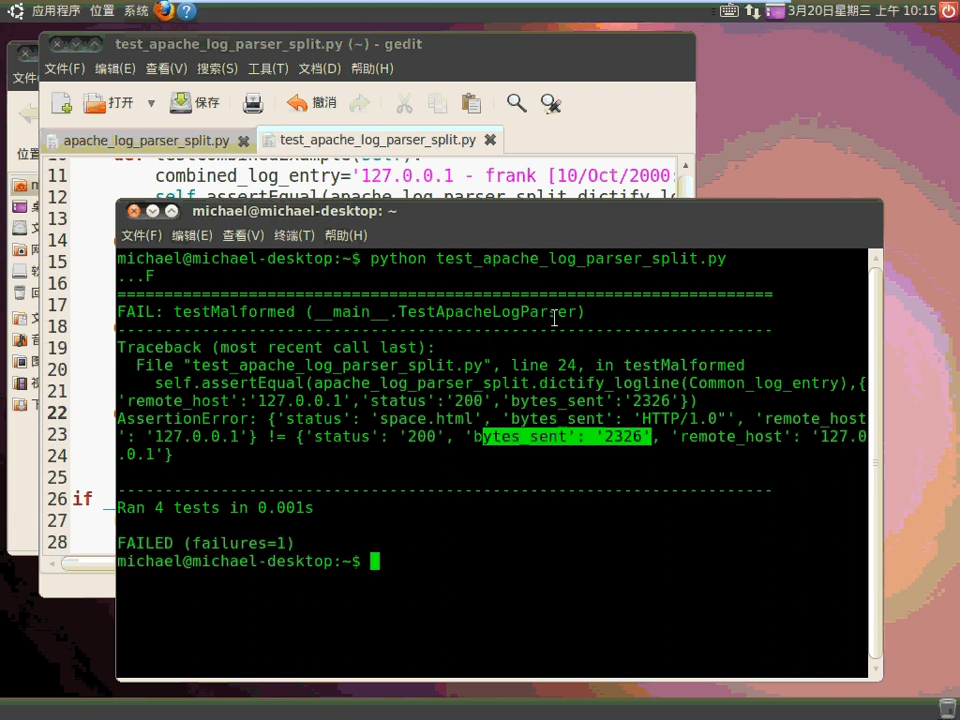 应用程序 位置 系统
3月20日星期三 上午 10:15
test_apache_log_parser_split.py (~) - gedit
文件(F) 编辑(E) 查看(V) 搜索(S) 工具(T) 文档(D) 帮助(H)
打开 保存 撤消
apache_log_parser_split.py test_apache_log_parser_split.py
11 combined_log_entry='127.0.0.1 - frank [10/Oct/2000:
12
13
14
15
16
17
18
19
20
21
22
23
24
25
26 if
27
28
michael@michael-desktop: ~
文件(F) 编辑(E) 查看(V) 终端(T) 帮助(H)
michael@michael-desktop:~$ python test_apache_log_parser_split.py
...F
======================================================================
FAIL: testMalformed (__main__.TestApacheLogParser)
----------------------------------------------------------------------
Traceback (most recent call last):
File "test_apache_log_parser_split.py", line 24, in testMalformed
self.assertEqual(apache_log_parser_split.dictify_logline(Common_log_entry),{
'remote_host':'127.0.0.1','status':'200','bytes_sent':'2326'})
AssertionError: {'status': 'space.html', 'bytes_sent': 'HTTP/1.0"', 'remote_host
': '127.0.0.1'} != {'status': '200', 'bytes_sent': '2326', 'remote_host': '127.0
.0.1'}
----------------------------------------------------------------------
Ran 4 tests in 0.001s
FAILED (failures=1)
michael@michael-desktop:~$